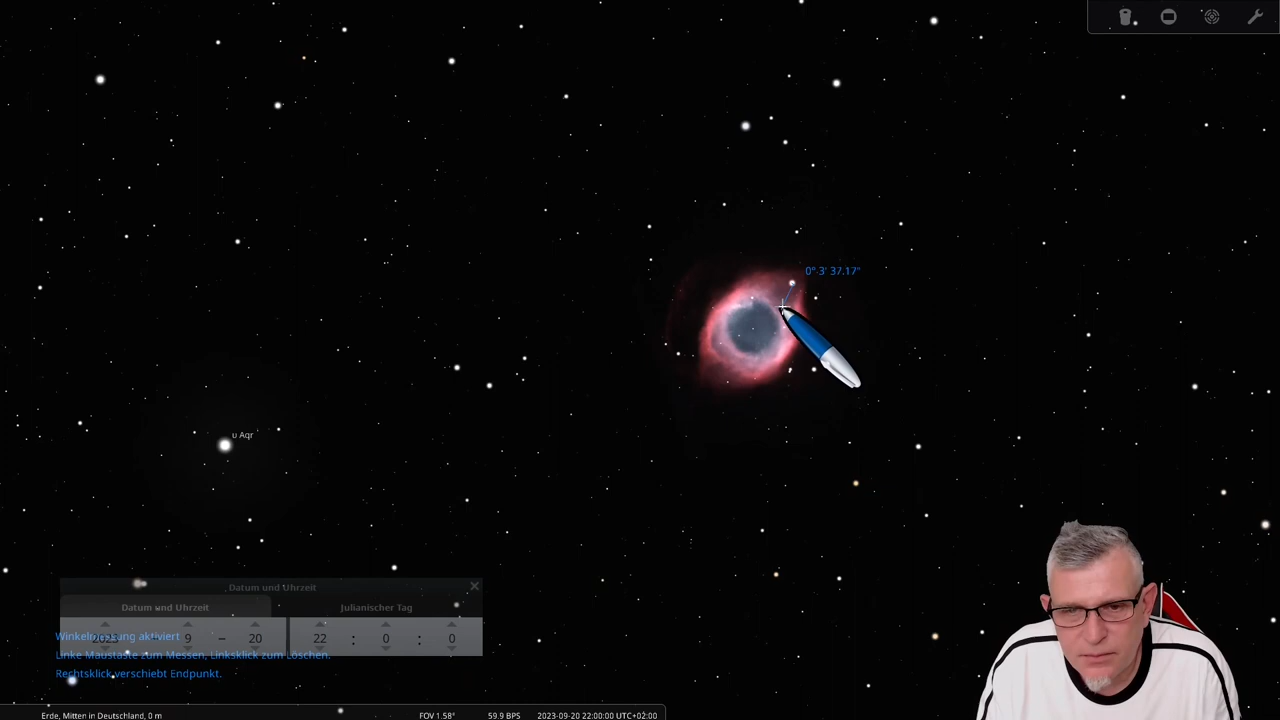 0° 3' 37.17"
υ Aqr
Datum und Uhrzeit
Datum und Uhrzeit
Julianischer Tag
9 – 20
22 : 0 : 0
Winkelmessung aktiviert
Linke Maustaste zum Messen, Linksklick zum Löschen.
Rechtsklick verschiebt Endpunkt.
Erde, Mitten in Deutschland, 0 m
FOV 1.58°
59.9 BPS
2023-09-20 22:00:00 UTC+02:00